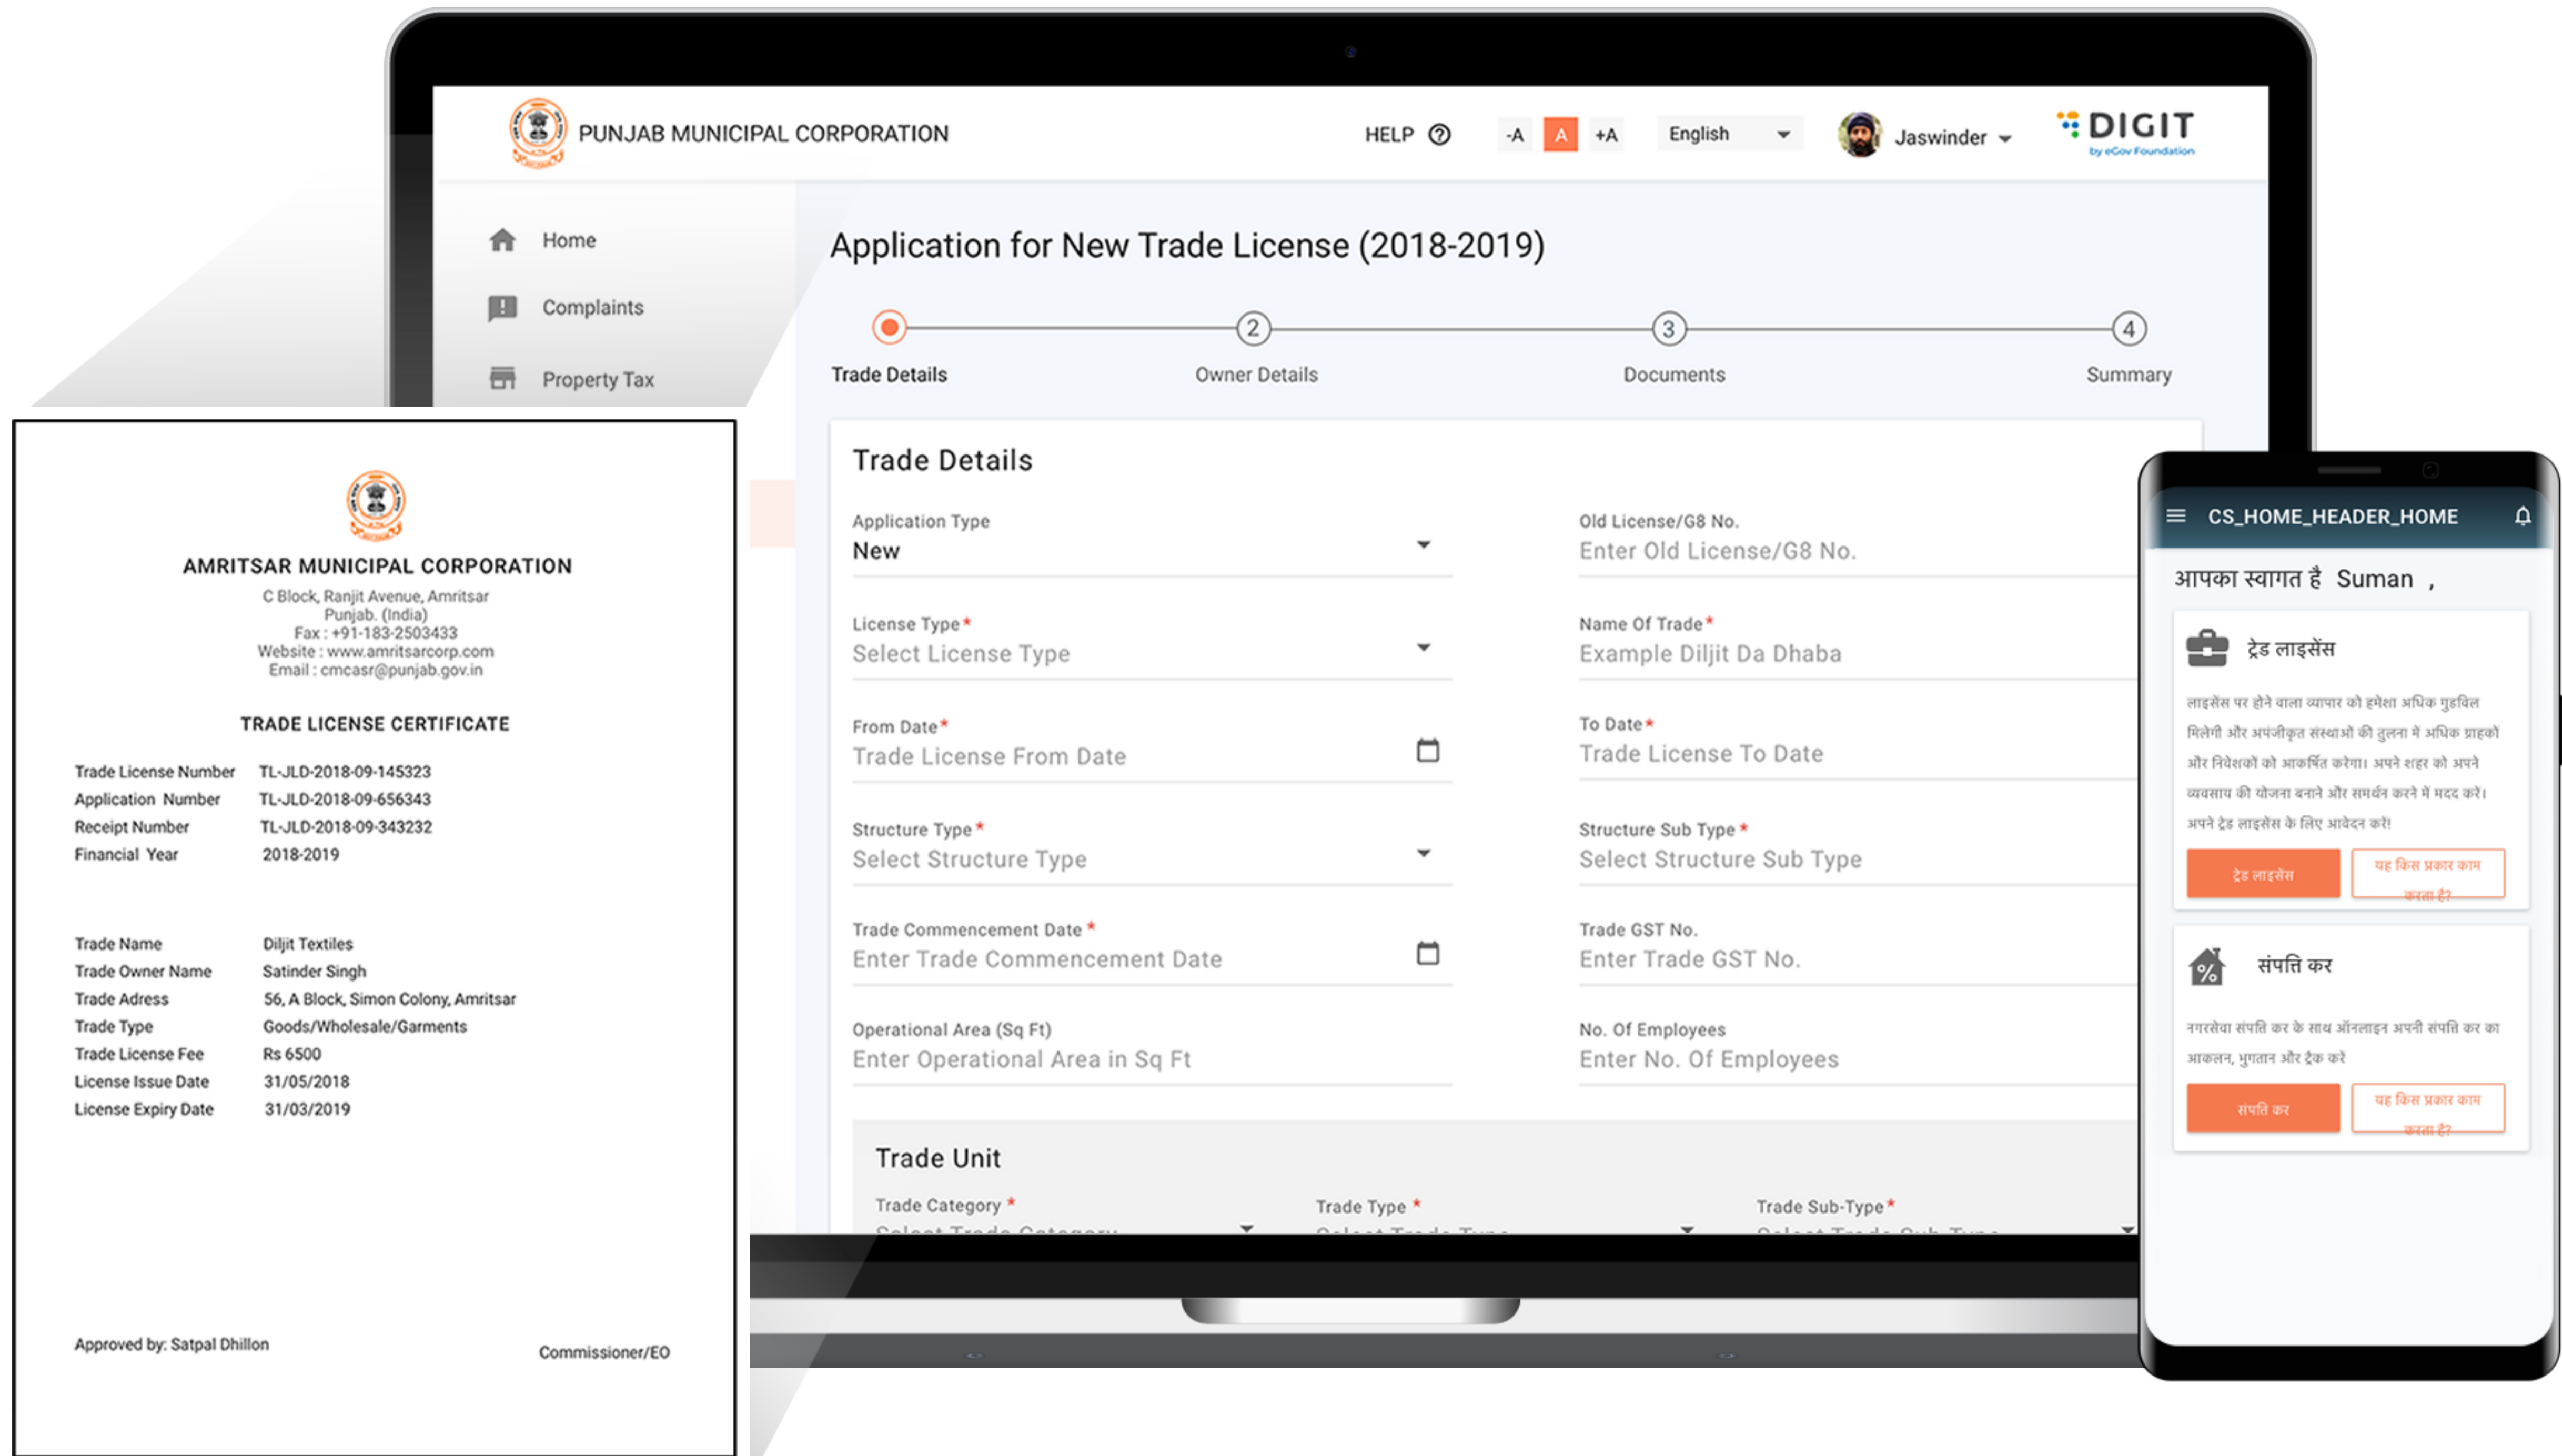 PUNJAB MUNICIPAL CORPORATION
HELP
-A A +A
English
Jaswinder
DIGIT
by eGov Foundation
Home
Complaints
Property Tax
Application for New Trade License (2018-2019)
2 3 4
Trade Details Owner Details Documents Summary
Trade Details
Application Type
New
Old License/G8 No.
Enter Old License/G8 No.
License Type*
Select License Type
Name Of Trade*
Example Diljit Da Dhaba
From Date*
Trade License From Date
To Date*
Trade License To Date
Structure Type*
Select Structure Type
Structure Sub Type*
Select Structure Sub Type
Trade Commencement Date*
Enter Trade Commencement Date
Trade GST No.
Enter Trade GST No.
Operational Area (Sq Ft)
Enter Operational Area in Sq Ft
No. Of Employees
Enter No. Of Employees
Trade Unit
Trade Category*
Select Trade Category
Trade Type*
Select Trade Type
Trade Sub-Type*
Select Trade Sub Type
AMRITSAR MUNICIPAL CORPORATION
C Block, Ranjit Avenue, Amritsar
Punjab. (India)
Fax : +91-183-2503433
Website : www.amritsarcorp.com
Email : cmcasr@punjab.gov.in
TRADE LICENSE CERTIFICATE
Trade License Number TL-JLD-2018-09-145323
Application Number TL-JLD-2018-09-656343
Receipt Number TL-JLD-2018-09-343232
Financial Year 2018-2019
Trade Name Diljit Textiles
Trade Owner Name Satinder Singh
Trade Adress 56, A Block, Simon Colony, Amritsar
Trade Type Goods/Wholesale/Garments
Trade License Fee Rs 6500
License Issue Date 31/05/2018
License Expiry Date 31/03/2019
Approved by: Satpal Dhillon
Commissioner/EO
CS_HOME_HEADER_HOME
आपका स्वागत है Suman ,
ट्रेड लाइसेंस
लाइसेंस पर होने वाला व्यापार को हमेशा अधिक गुडविल
मिलेगी और अपंजीकृत संस्थाओं की तुलना में अधिक ग्राहकों
और निवेशकों को आकर्षित करेगा। अपने शहर को अपने
व्यवसाय की योजना बनाने और समर्थन करने में मदद करें।
अपने ट्रेड लाइसेंस के लिए आवेदन करें!
ट्रेड लाइसेंस
यह किस प्रकार काम
करता है?
संपत्ति कर
नगरसेवा संपति कर के साथ ऑनलाइन अपनी संपत्ति कर का
आकलन, भुगतान और ट्रैक करें
संपत्ति कर
यह किस प्रकार काम
करता है?